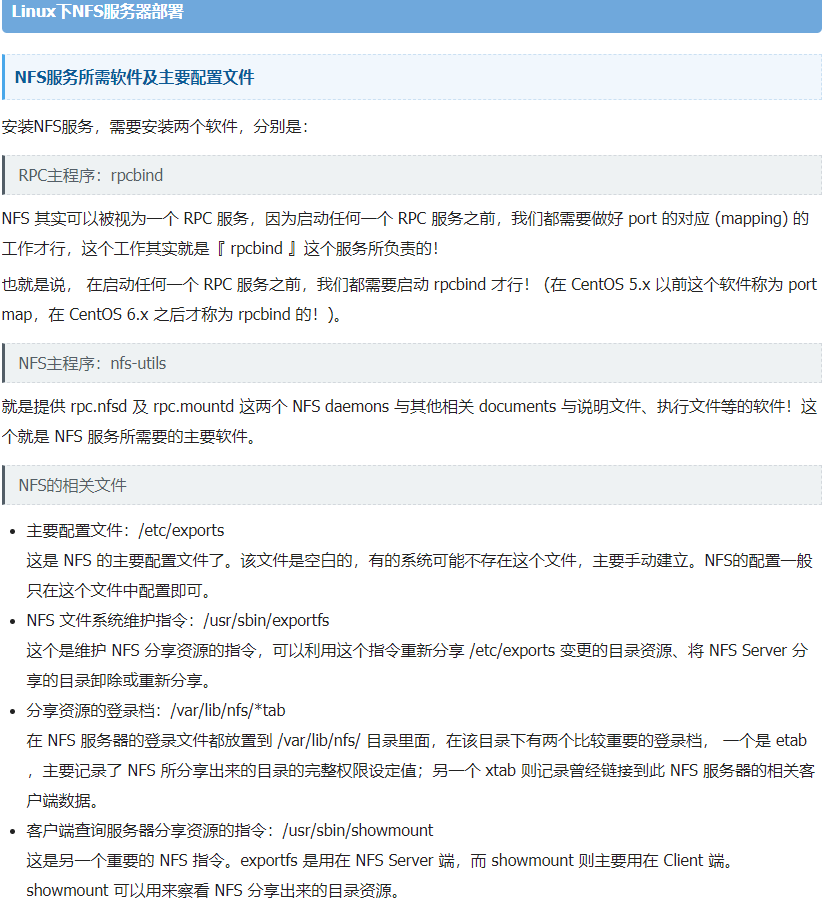 Linux下NFS服务器部署
NFS服务所需软件及主要配置文件
安装NFS服务，需要安装两个软件，分别是：
RPC主程序：rpcbind
NFS 其实可以被视为一个 RPC 服务，因为启动任何一个 RPC 服务之前，我们都需要做好 port 的对应 (mapping) 的
工作才行，这个工作其实就是『 rpcbind 』这个服务所负责的！
也就是说， 在启动任何一个 RPC 服务之前，我们都需要启动 rpcbind 才行！ (在 CentOS 5.x 以前这个软件称为 port
map，在 CentOS 6.x 之后才称为 rpcbind 的！)。
NFS主程序：nfs-utils
就是提供 rpc.nfsd 及 rpc.mountd 这两个 NFS daemons 与其他相关 documents 与说明文件、执行文件等的软件！这
个就是 NFS 服务所需要的主要软件。
NFS的相关文件
• 主要配置文件：/etc/exports
这是 NFS 的主要配置文件了。该文件是空白的，有的系统可能不存在这个文件，主要手动建立。NFS的配置一般
只在这个文件中配置即可。
• NFS 文件系统维护指令：/usr/sbin/exportfs
这个是维护 NFS 分享资源的指令，可以利用这个指令重新分享 /etc/exports 变更的目录资源、将 NFS Server 分
享的目录卸除或重新分享。
• 分享资源的登录档：/var/lib/nfs/*tab
在 NFS 服务器的登录文件都放置到 /var/lib/nfs/ 目录里面，在该目录下有两个比较重要的登录档， 一个是 etab
，主要记录了 NFS 所分享出来的目录的完整权限设定值；另一个 xtab 则记录曾经链接到此 NFS 服务器的相关客
户端数据。
• 客户端查询服务器分享资源的指令：/usr/sbin/showmount
这是另一个重要的 NFS 指令。exportfs 是用在 NFS Server 端，而 showmount 则主要用在 Client 端。
showmount 可以用来察看 NFS 分享出来的目录资源。